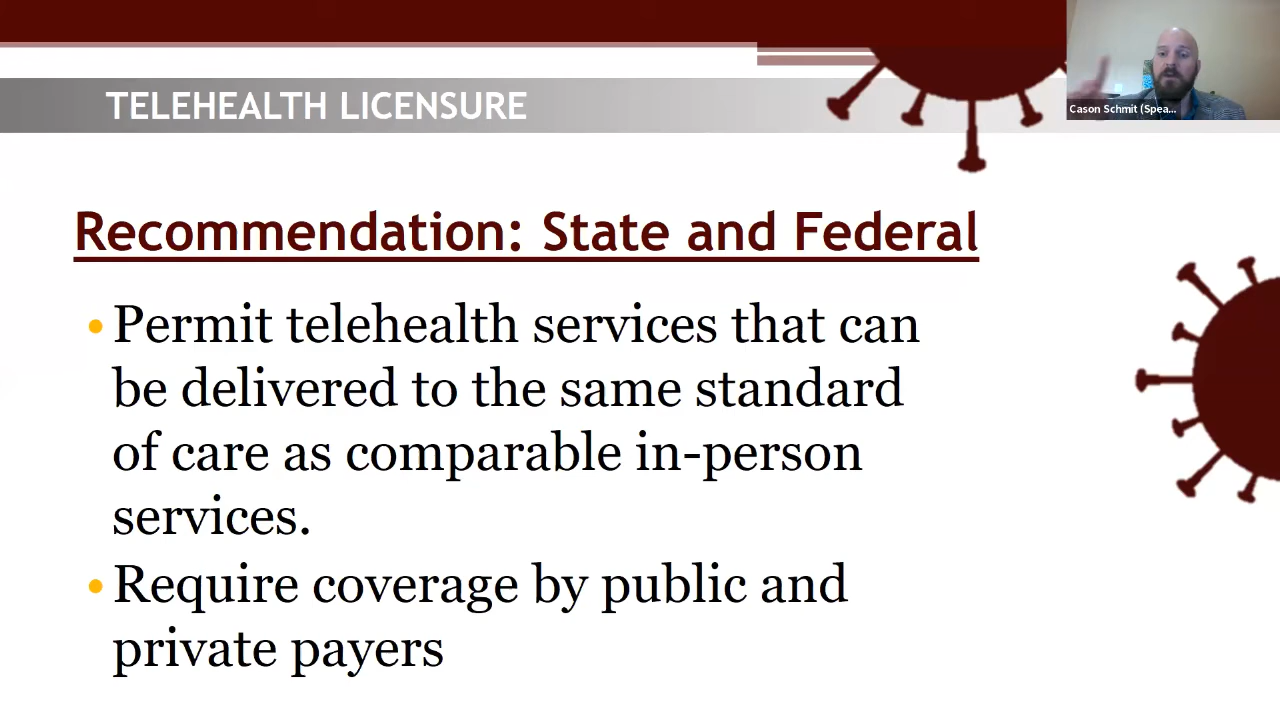 TELEHEALTH LICENSURE
Cason Schmit (Spea...
Recommendation: State and Federal
• Permit telehealth services that can
be delivered to the same standard
of care as comparable in-person
services.
• Require coverage by public and
private payers